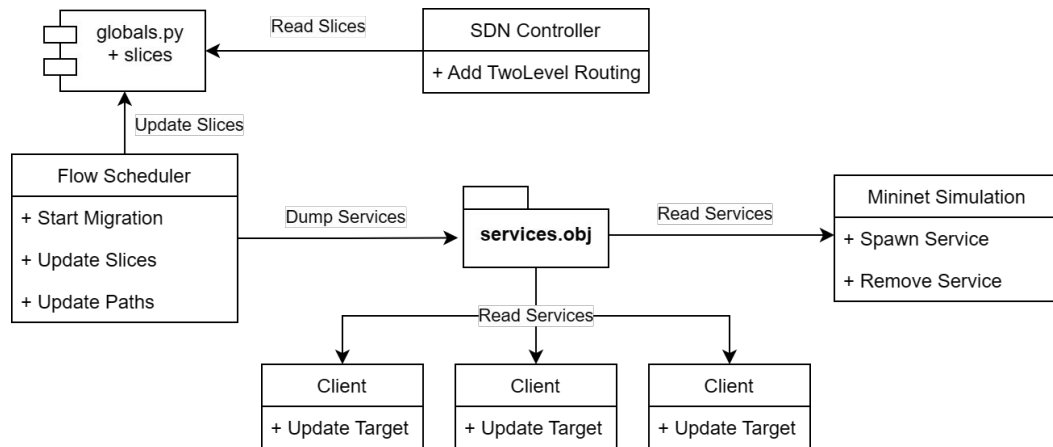 globals.py
+ slices
Read Slices
SDN Controller
+ Add TwoLevel Routing
Update Slices
Flow Scheduler
+ Start Migration
+ Update Slices
+ Update Paths
Dump Services
services.obj
Read Services
Mininet Simulation
+ Spawn Service
+ Remove Service
Read Services
Client
+ Update Target
Client
+ Update Target
Client
+ Update Target